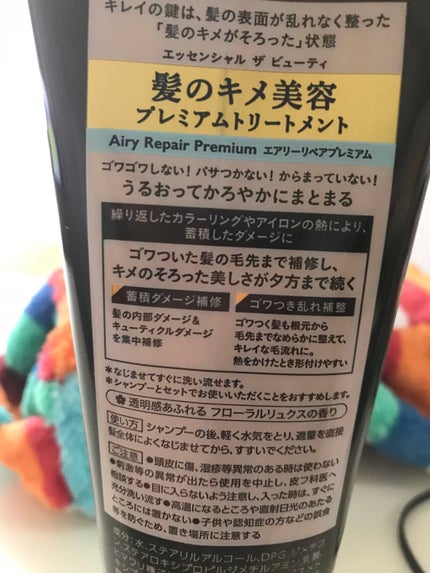 キレイの鍵は、髪の表面が乱れなく整った
「髪のキメがそろった」状態
エッセンシャル ザ ビューティ
髪のキメ美容
プレミアムトリートメント
Airy Repair Premium エアリーリペアプレミアム
ゴワゴワしない!パサつかない!からまっていない!
うるおってかろやかにまとまる
繰り返したカラーリングやアイロンの熱により、
蓄積したダメージに
ゴワついた髪の毛先まで補修し、
キメのそろった美しさが夕方まで続く
蓄積ダメージ補修
髪の内部ダメージ&
キューティクルダメージ
を集中補修
ゴワつき乱れ補整
ゴワつく髪も根元から
毛先までなめらかに整えて、
キレイな毛流れに。
熱をかけたとき形付けやすい
*なじませてすぐに洗い流せます。
*シャンプーとセットでお使いいただくことをおすすめします。
透明感あふれる フローラルリュクスの香り
使い方 シャンプーの後、軽く水気をとり、適量を直接
髪全体によくなじませてから、すすいでください。
ご注意 ●頭皮に傷、湿疹等異常のある時は使わない
●刺激等の異常が出たら使用を中止し、皮フ科医へ
相談する●目に入らないよう注意し、入った時は、すぐに
充分洗い流す●高温になるところや直射日光のあたる
ところには置かない●子供や認知症の方などの誤食
等を防ぐため、置き場所に注意する
成分:水、ステアリルアルコール、DPG、ジメチコ
ン、ステアロキシプロピルジメチルアミン、乳酸、